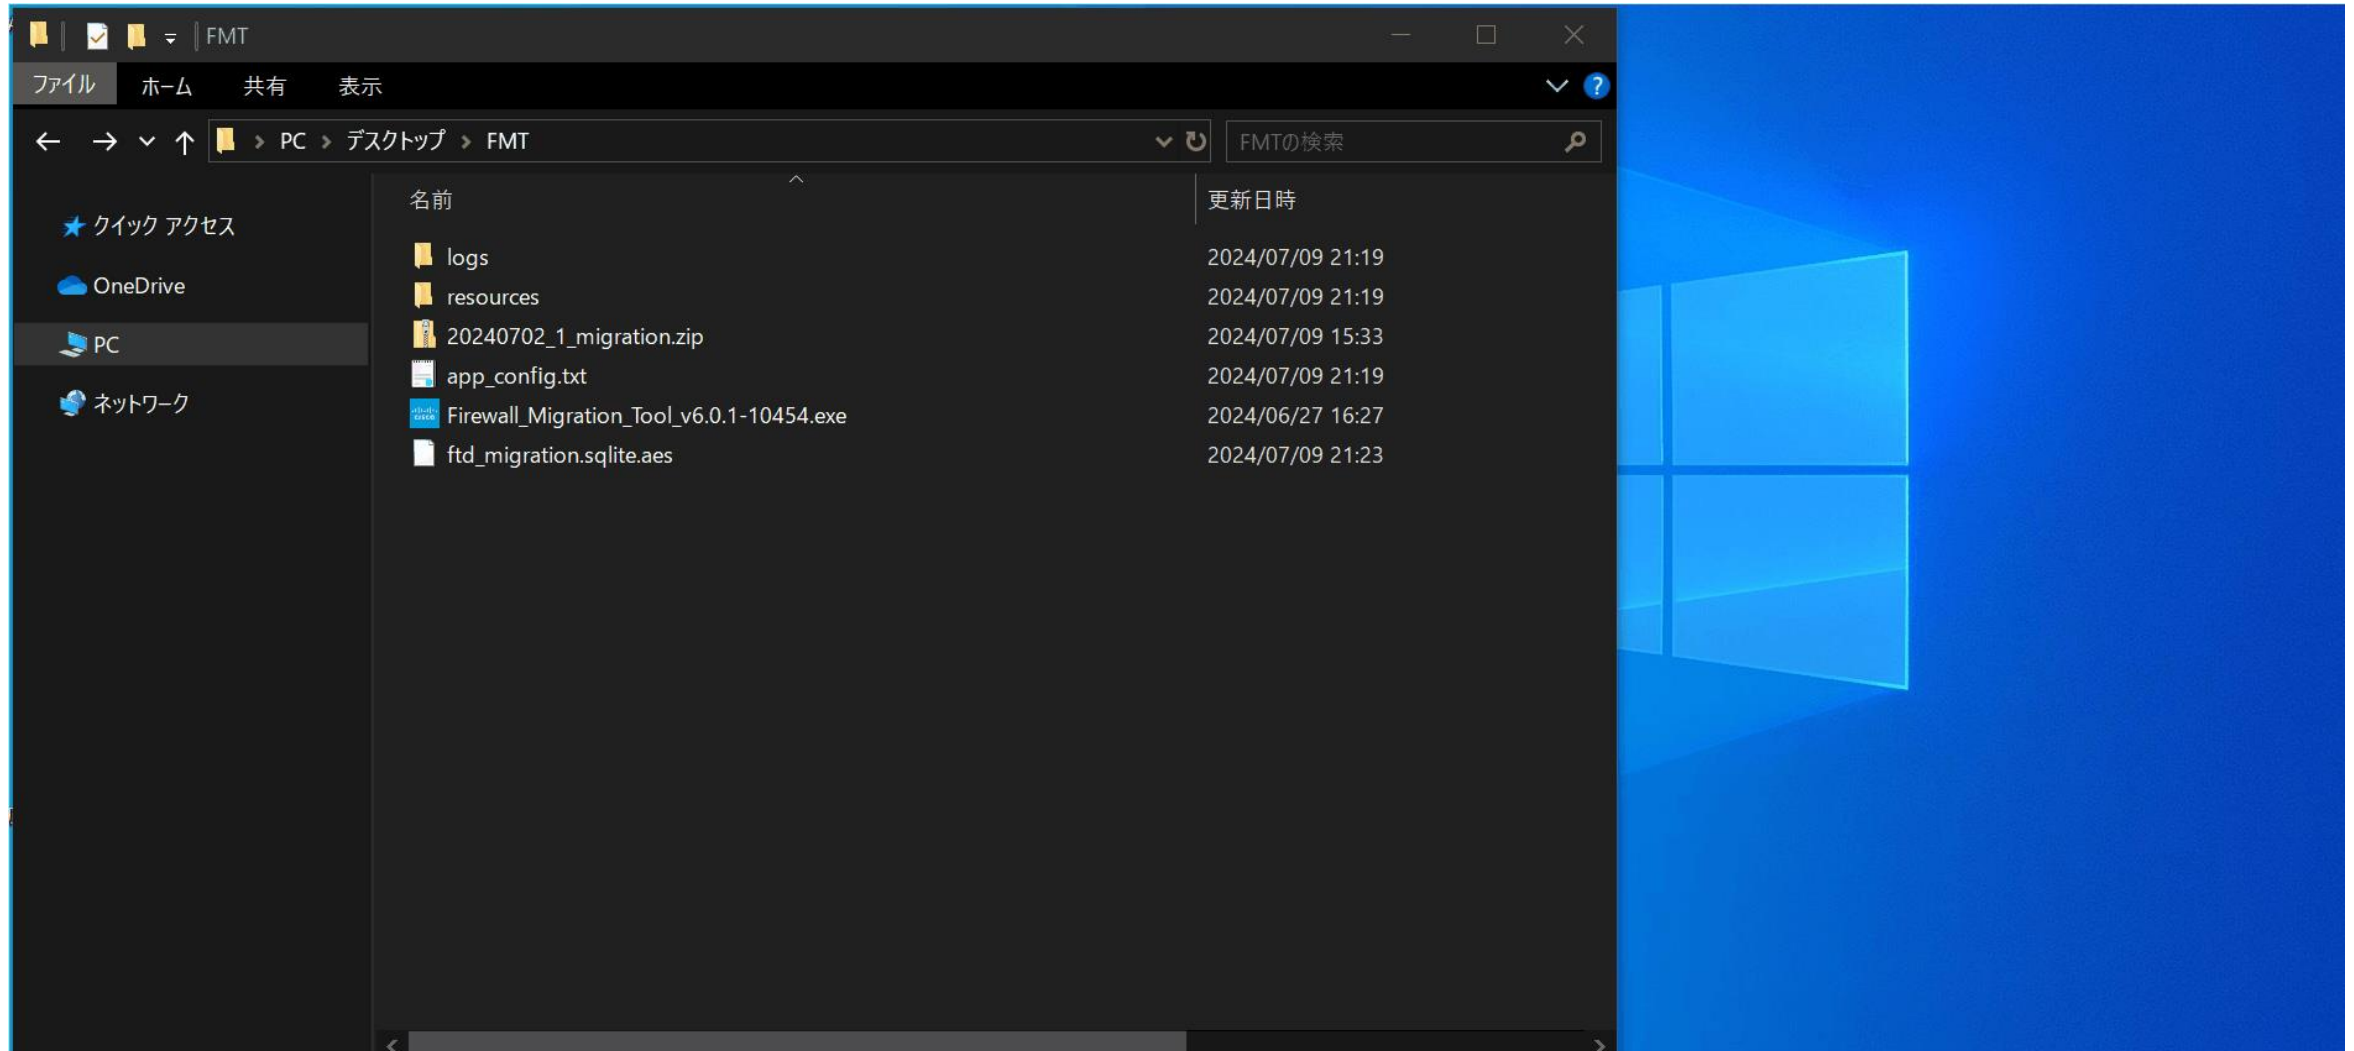 FMT
ファイル ホーム 共有 表示
PC デスクトップ FMT FMTの検索
名前 更新日時
クイック アクセス
OneDrive
PC
ネットワーク
logs 2024/07/09 21:19
resources 2024/07/09 21:19
20240702_1_migration.zip 2024/07/09 15:33
app_config.txt 2024/07/09 21:19
Firewall_Migration_Tool_v6.0.1-10454.exe 2024/06/27 16:27
ftd_migration.sqlite.aes 2024/07/09 21:23